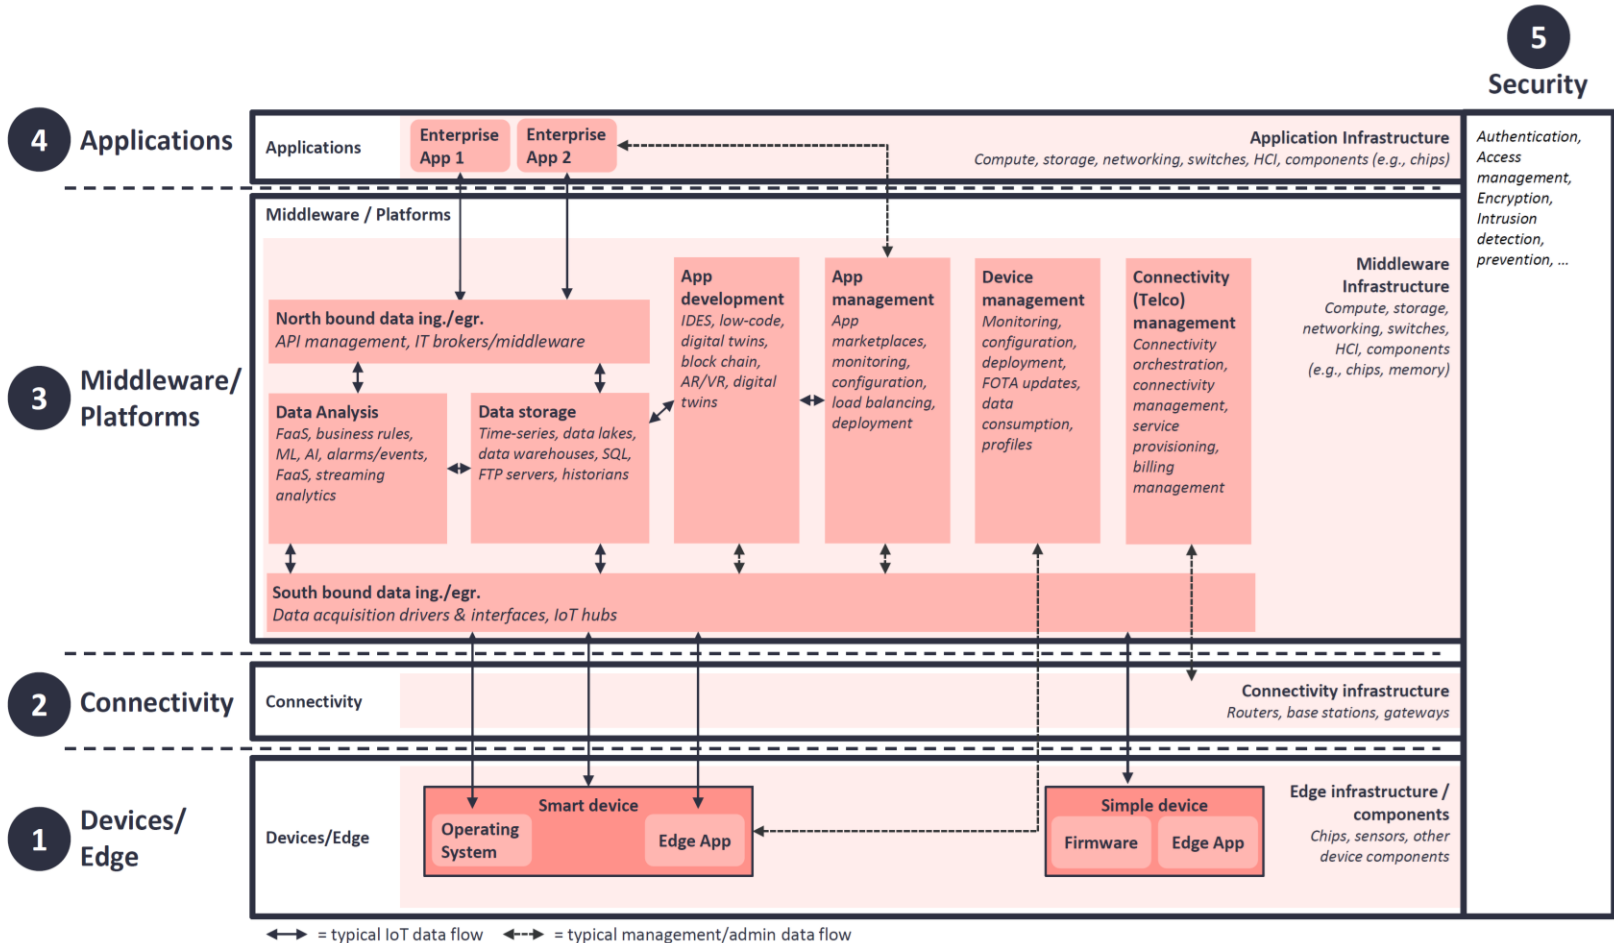 5
Security
4
Applications
Applications
Enterprise
App 1
Enterprise
App 2
Application Infrastructure
Compute, storage, networking, switches, HCI, components (e.g., chips)
Authentication,
Access
management,
Encryption,
Intrusion
detection,
prevention, ...
3
Middleware/
Platforms
Middleware / Platforms
North bound data ing./egr.
API management, IT brokers/middleware
Data Analysis
FaaS, business rules,
ML, AI, alarms/events,
FaaS, streaming
analytics
Data storage
Time-series, data lakes,
data warehouses, SQL,
FTP servers, historians
App
development
IDES, low-code,
digital twins,
block chain,
AR/VR, digital
twins
App
management
App
marketplaces,
monitoring,
configuration,
load balancing,
deployment
Device
management
Monitoring,
configuration,
deployment,
FOTA updates,
data
consumption,
profiles
Connectivity
(Telco)
management
Connectivity
orchestration,
connectivity
management,
service
provisioning,
billing
management
Middleware
Infrastructure
Compute, storage,
networking, switches,
HCI, components
(e.g., chips, memory)
South bound data ing./egr.
Data acquisition drivers & interfaces, IoT hubs
2
Connectivity
Connectivity
Connectivity infrastructure
Routers, base stations, gateways
1
Devices/
Edge
Devices/Edge
Smart device
Operating
System
Edge App
Simple device
Firmware
Edge App
Edge infrastructure /
components
Chips, sensors, other
device components
= typical IoT data flow
= typical management/admin data flow